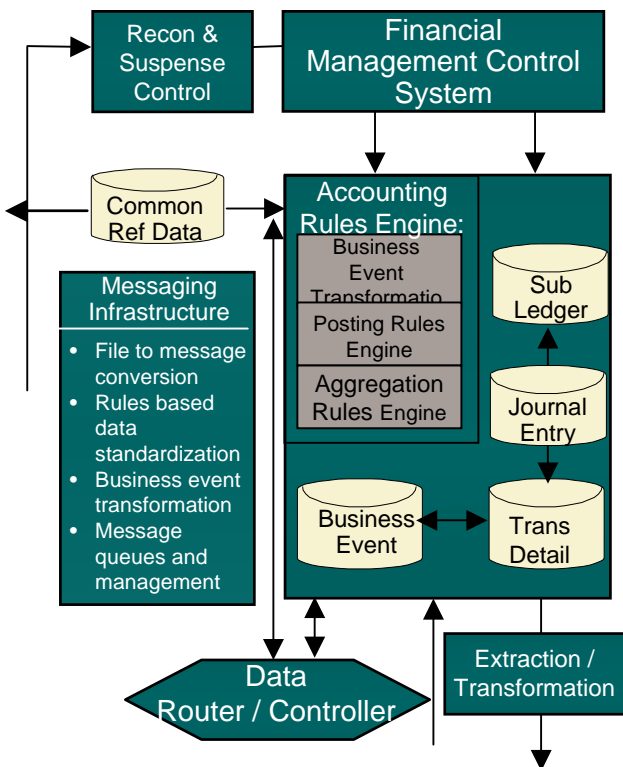 Recon &
Suspense
Control
Financial
Management Control
System
Common
Ref Data
Accounting
Rules Engine:
Business
Event
Transformatio
Posting Rules
Engine
Aggregation
Rules Engine
Sub
Ledger
Journal
Entry
Business
Event
Trans
Detail
Messaging
Infrastructure
• File to message
conversion
• Rules based
data
standardization
• Business event
transformation
• Message
queues and
management
Data
Router / Controller
Extraction /
Transformation